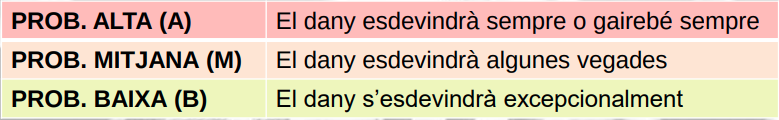 PROB. ALTA (A) El dany esdevindrà sempre o gairebé sempre
PROB. MITJANA (M) El dany esdevindrà algunes vegades
PROB. BAIXA (B) El dany s’esdevindrà excepcionalment